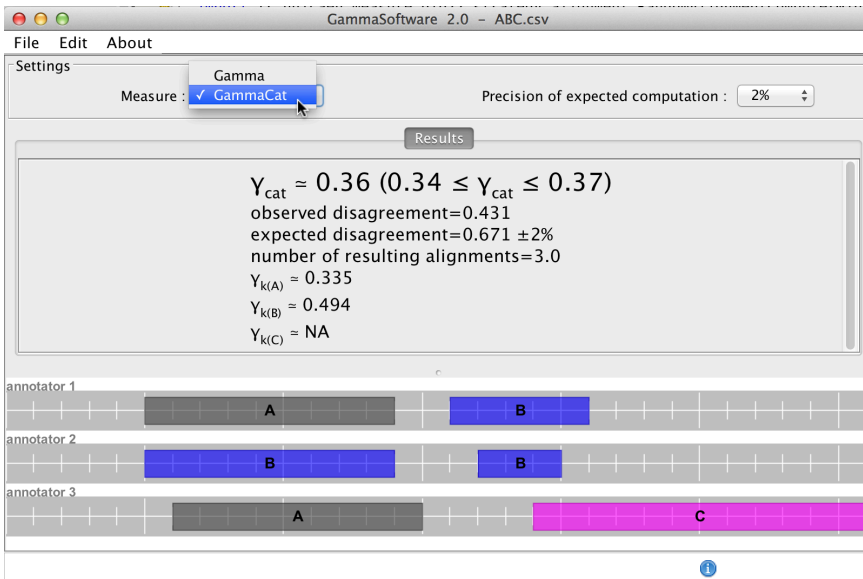 GammaSoftware 2.0 – ABC.csv
File Edit About
Settings
Measure :
Gamma
✓ GammaCat
Precision of expected computation : 2%
Results
γcat ≃ 0.36 (0.34 ≤ γcat ≤ 0.37)
observed disagreement=0.431
expected disagreement=0.671 ±2%
number of resulting alignments=3.0
γk(A) ≃ 0.335
γk(B) ≃ 0.494
γk(C) ≃ NA
annotator 1
A B
annotator 2
B B
annotator 3
A C